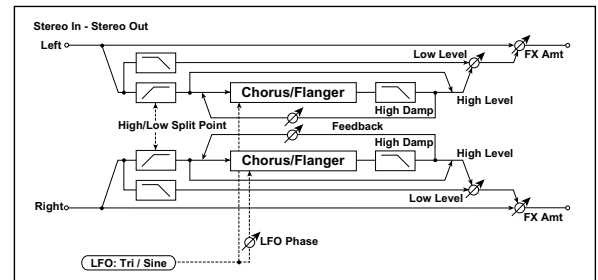 Stereo In - Stereo Out
Left
Low Level
FX Amt
Chorus/Flanger
High Damp
High Level
High/Low Split Point
Feedback
High Damp
High Level
Chorus/Flanger
Low Level
Right
FX Amt
LFO Phase
LFO: Tri / Sine